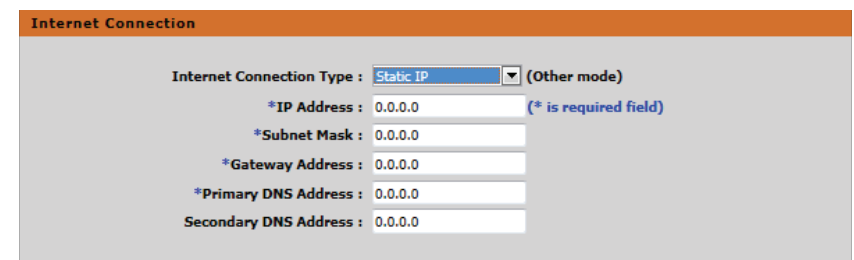 Internet Connection
Internet Connection Type : Static IP (Other mode)
*IP Address : 0.0.0.0 (* is required field)
*Subnet Mask : 0.0.0.0
*Gateway Address : 0.0.0.0
*Primary DNS Address : 0.0.0.0
Secondary DNS Address : 0.0.0.0